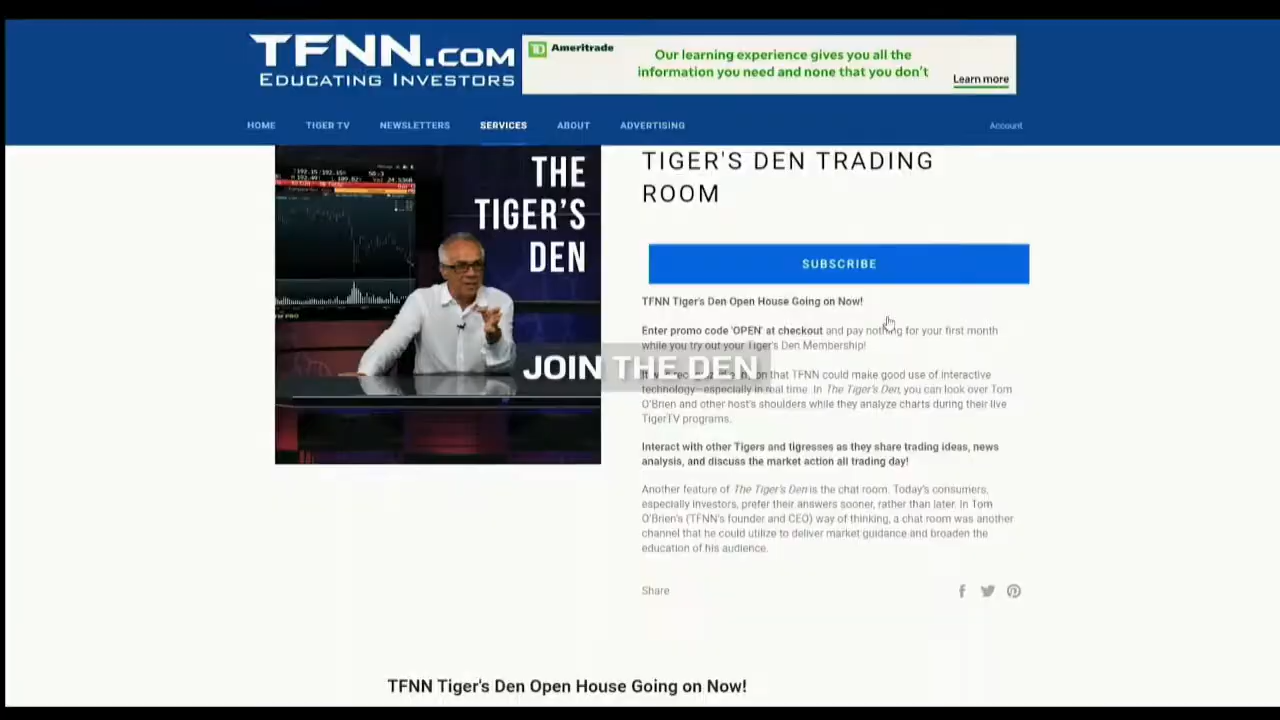 TFNN.COM
EDUCATING INVESTORS
Ameritrade
Our learning experience gives you all the
information you need and none that you don't
Learn more
HOME
TIGER TV
NEWSLETTERS
SERVICES
ABOUT
ADVERTISING
Account
THE
TIGER'S
DEN
TIGER'S DEN TRADING
ROOM
SUBSCRIBE
TFNN Tiger's Den Open House Going on Now!
Enter promo code 'OPEN' at checkout and pay nothing for your first month
while you try out your Tiger's Den Membership!
JOIN THE DEN
that TFNN could make good use of interactive
technology—especially in real time. In The Tiger's Den, you can look over Tom
O'Brien and other host's shoulders while they analyze charts during their live
TigerTV programs.
Interact with other Tigers and tigresses as they share trading ideas, news
analysis, and discuss the market action all trading day!
Another feature of The Tiger's Den is the chat room. Today's consumers,
especially investors, prefer their answers sooner, rather than later. In Tom
O'Brien's (TFNN's founder and CEO) way of thinking, a chat room was another
channel that he could utilize to deliver market guidance and broaden the
education of his audience.
Share
TFNN Tiger's Den Open House Going on Now!